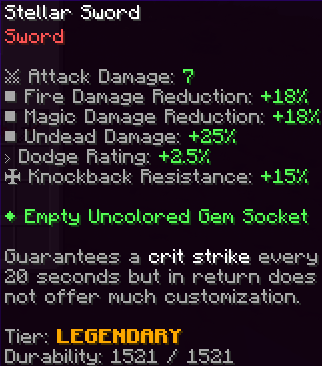 Stellar Sword
Sword
⚔ Attack Damage: 7
■ Fire Damage Reduction: +18%
■ Magic Damage Reduction: +18%
■ Undead Damage: +25%
› Dodge Rating: +2.5%
✠ Knockback Resistance: +15%
◆ Empty Uncolored Gem Socket
Guarantees a crit strike every
20 seconds but in return does
not offer much customization.
Tier: LEGENDARY
Durability: 1521 / 1521